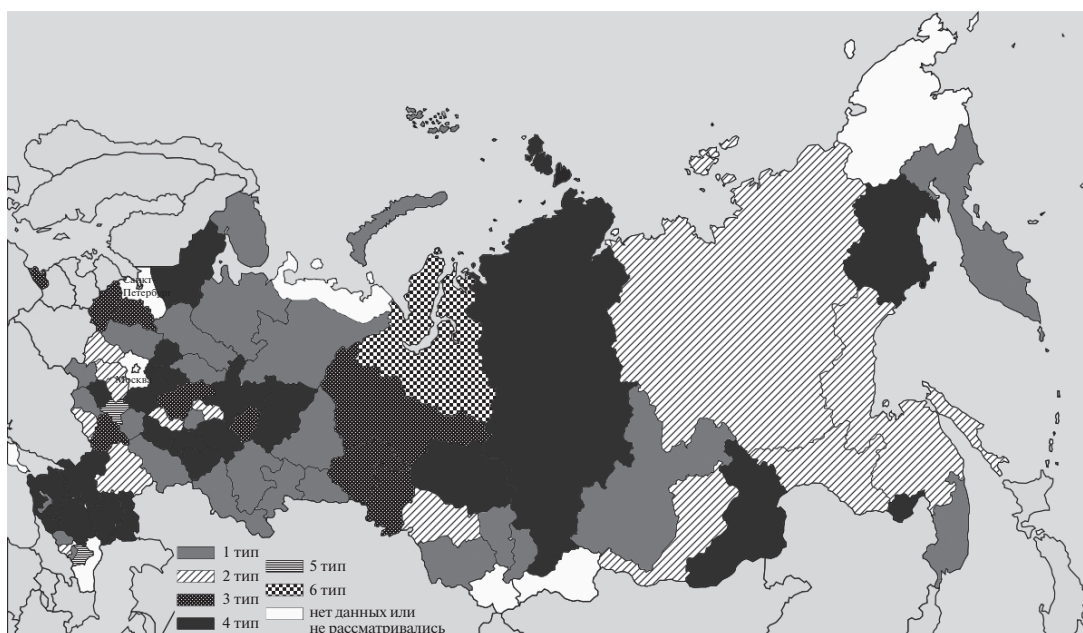 Санкт
Петербург
Москва
1 тип
2 тип
3 тип
4 тип
5 тип
6 тип
нет данных или
не рассматривались